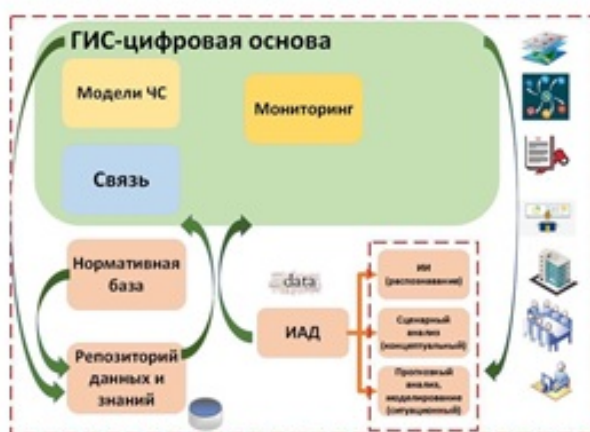 ГИС-цифровая основа
Модели ЧС
Мониторинг
Связь
Нормативная
база
data
ИАД
ИИ
(распознавание)
Сценарный
анализ
(концептуальный)
Репозиторий
данных и
знаний
Прогнозный
анализ,
моделирование
(ситуационный)